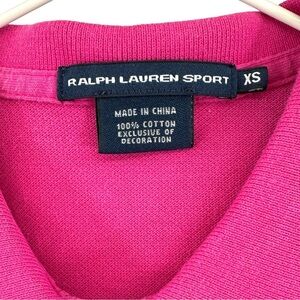 RALPH LAUREN SPORT XS
MADE IN CHINA
100% COTTON
EXCLUSIVE OF
DECORATION